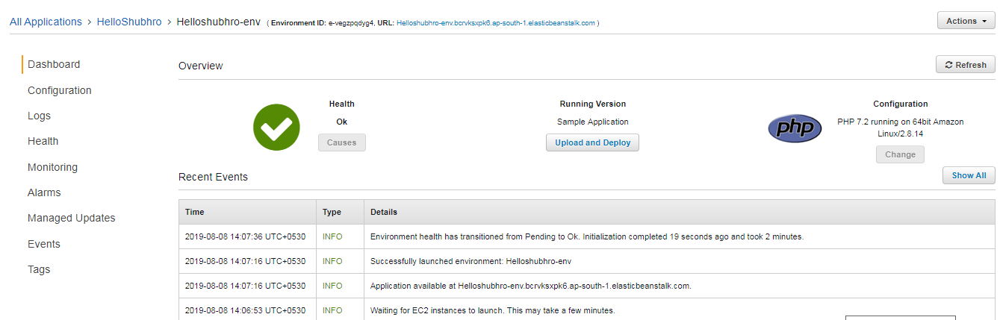 All Applications > HelloShubhro > Helloshubhro-env ( Environment ID: e-vegzpqdyg4, URL: Helloshubhro-env.bcrvksxpk6.ap-south-1.elasticbeanstalk.com )
Actions
Dashboard
Configuration
Logs
Health
Monitoring
Alarms
Managed Updates
Events
Tags
Overview
Refresh
Health
Ok
Causes
Running Version
Sample Application
Upload and Deploy
php
Configuration
PHP 7.2 running on 64bit Amazon
Linux/2.8.14
Change
Recent Events
Show All
Time Type Details
2019-08-08 14:07:36 UTC+0530 INFO Environment health has transitioned from Pending to Ok. Initialization completed 19 seconds ago and took 2 minutes.
2019-08-08 14:07:16 UTC+0530 INFO Successfully launched environment: Helloshubhro-env
2019-08-08 14:07:16 UTC+0530 INFO Application available at Helloshubhro-env.bcrvksxpk6.ap-south-1.elasticbeanstalk.com.
2019-08-08 14:06:53 UTC+0530 INFO Waiting for EC2 instances to launch. This may take a few minutes.